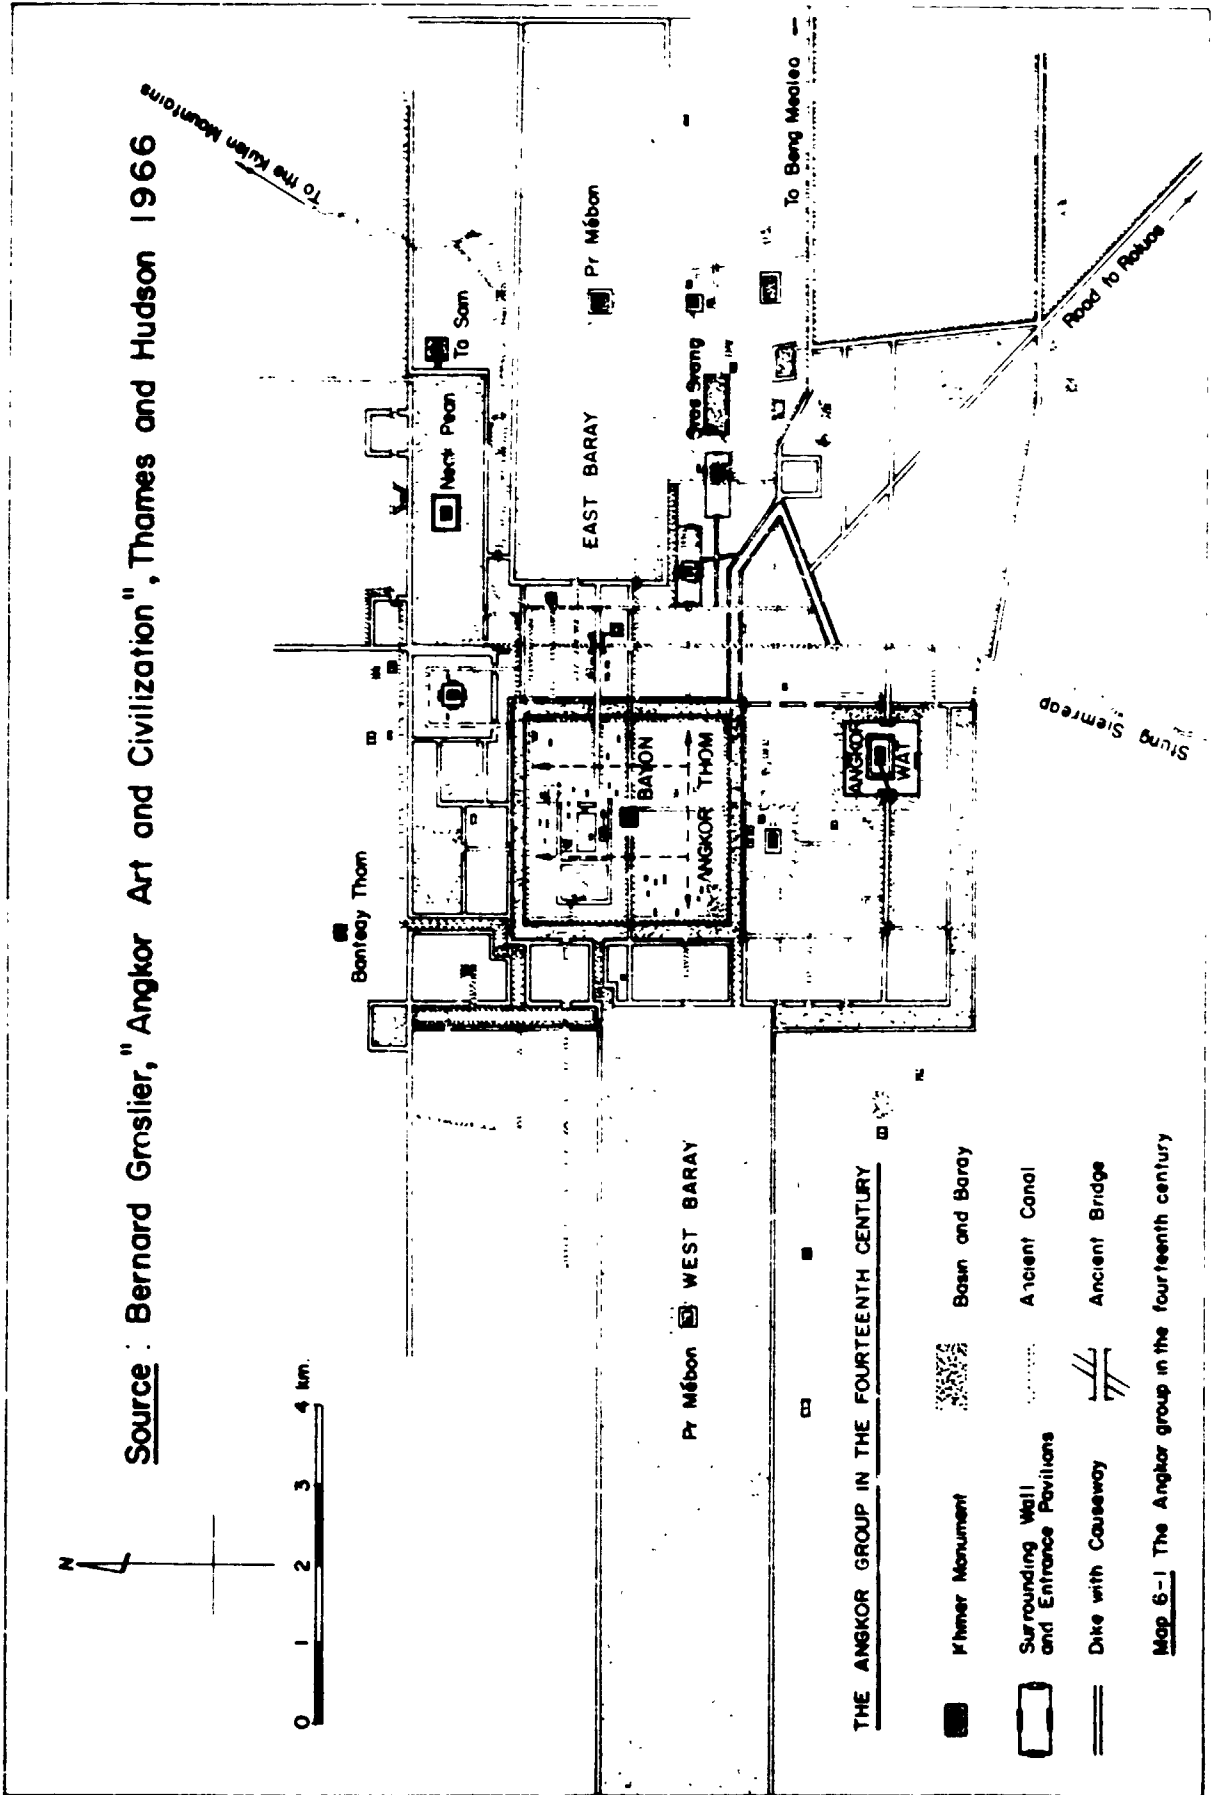 Source : Bernard Groslier, "Angkor Art and Civilization", Thames and Hudson 1966
N
0 1 2 3 4 km.
To the Kulen Mountains
Banteay Thom
Neck Pean
To Som
EAST BARAY
Pr Mébon
Sras Srang
To Beng Mealea
BAYON
ANGKOR THOM
ANGKOR
WAT
Road to Roluos
Stung Siemreap
Pr Mébon
WEST BARAY
THE ANGKOR GROUP IN THE FOURTEENTH CENTURY
Khmer Monument
Basin and Baray
Surrounding Wall
and Entrance Pavilions
Ancient Canal
Dike with Causeway
Ancient Bridge
Map 6-1 The Angkor group in the fourteenth century